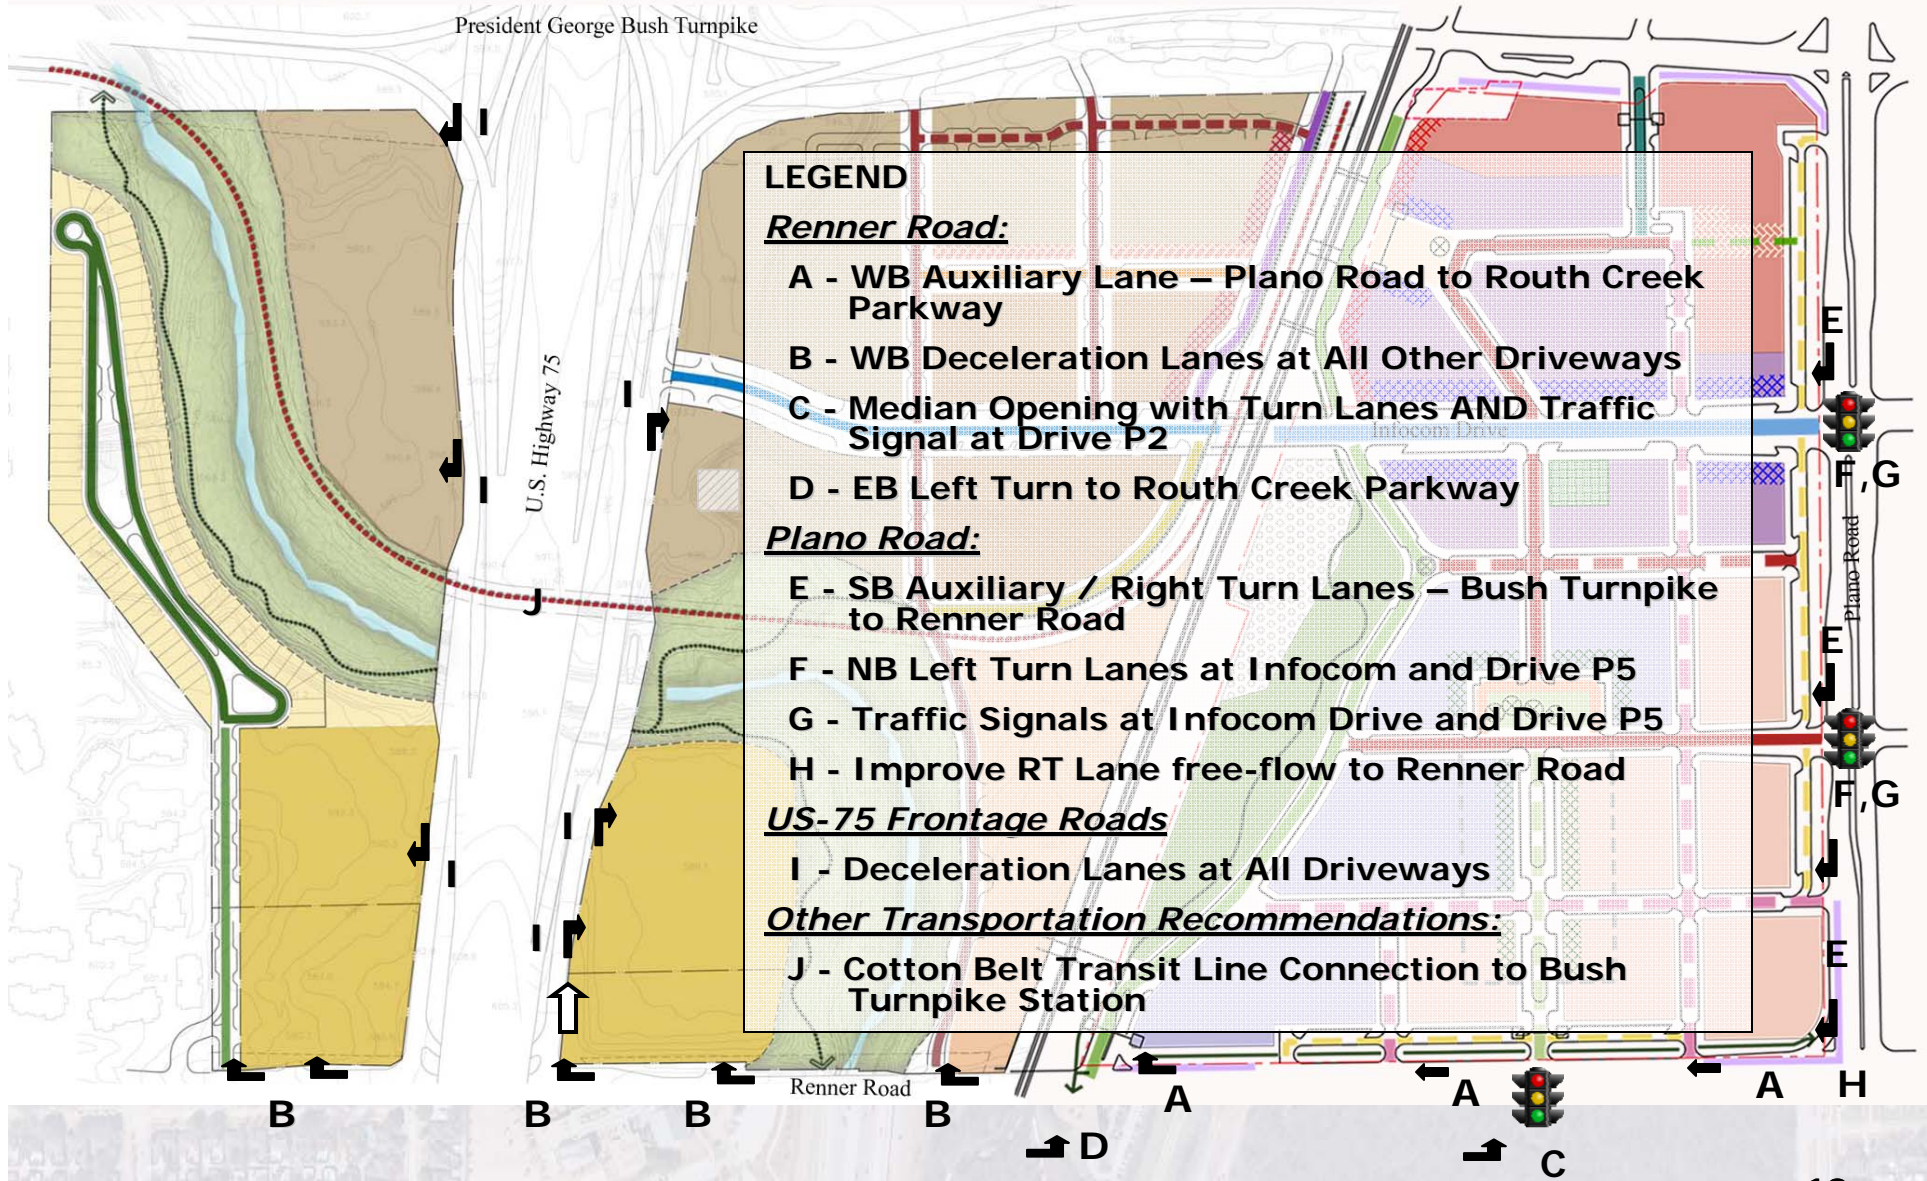 President George Bush Turnpike
I
LEGEND
Renner Road:
A - WB Auxiliary Lane – Plano Road to Routh Creek
Parkway
B - WB Deceleration Lanes at All Other Driveways
C - Median Opening with Turn Lanes AND Traffic
Signal at Drive P2
D - EB Left Turn to Routh Creek Parkway
Plano Road:
E - SB Auxiliary / Right Turn Lanes – Bush Turnpike
to Renner Road
F - NB Left Turn Lanes at Infocom and Drive P5
G - Traffic Signals at Infocom Drive and Drive P5
H - Improve RT Lane free-flow to Renner Road
US-75 Frontage Roads
I - Deceleration Lanes at All Driveways
Other Transportation Recommendations:
J - Cotton Belt Transit Line Connection to Bush
Turnpike Station
Infocom Drive
U.S. Highway 75
I
I
J
I
I
I
E
F,G
Plano Road
E
F,G
E
Renner Road
B
B
B
B
A
A
A
H
D
C